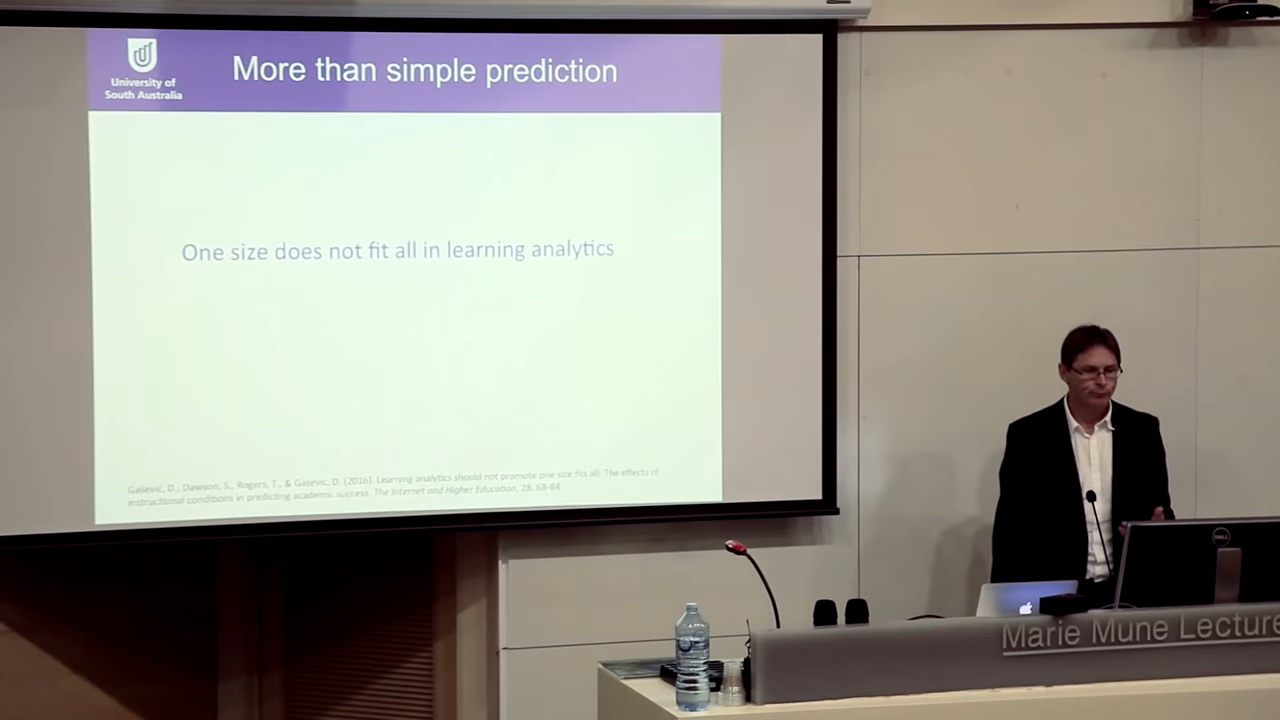 University of
South Australia
More than simple prediction
One size does not fit all in learning analytics
Gašević, D., Dawson, S., Rogers, T., & Gasevic, D. (2016). Learning analytics should not promote one size fits all: The effects of
instructional conditions in predicting academic success. The Internet and Higher Education, 28, 68-84
DELL
Marie Mune Lecture